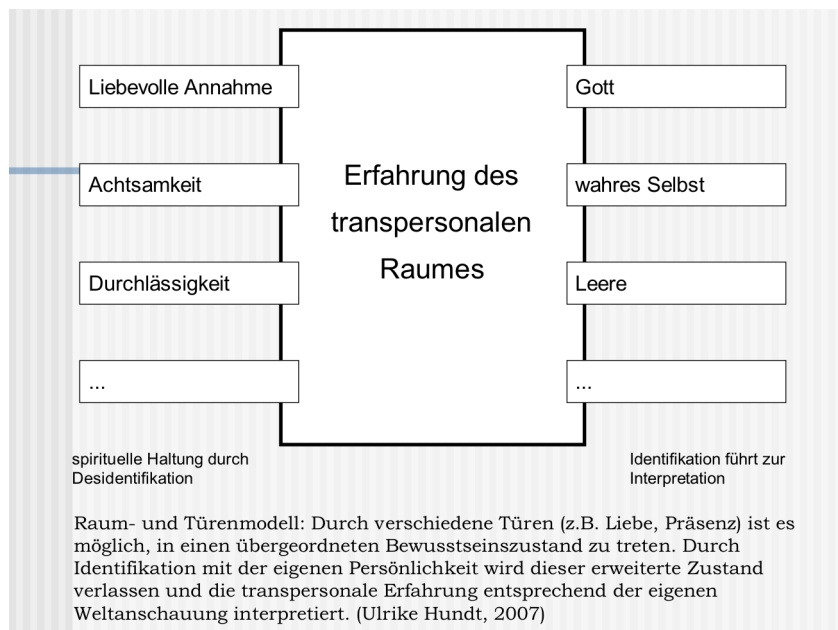 Liebevolle Annahme
Achtsamkeit
Durchlässigkeit
...
Erfahrung des
transpersonalen
Raumes
Gott
wahres Selbst
Leere
...
spirituelle Haltung durch
Desidentifikation
Identifikation führt zur
Interpretation
Raum- und Türenmodell: Durch verschiedene Türen (z.B. Liebe, Präsenz) ist es
möglich, in einen übergeordneten Bewusstseinszustand zu treten. Durch
Identifikation mit der eigenen Persönlichkeit wird dieser erweiterte Zustand
verlassen und die transpersonale Erfahrung entsprechend der eigenen
Weltanschauung interpretiert. (Ulrike Hundt, 2007)